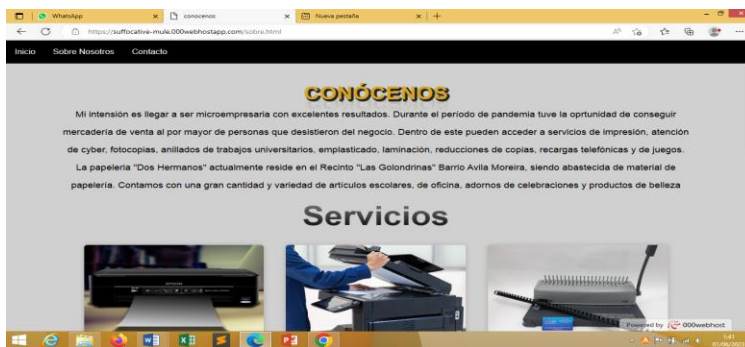 WhatsApp
conocenos
Nueva pestaña
https://suffocative-mule.000webhostapp.com/sobre.html
Inicio Sobre Nosotros Contacto
CONÓCENOS
Mi intensión es llegar a ser microempresaria con excelentes resultados. Durante el período de pandemia tuve la oprtunidad de conseguir
mercadería de venta al por mayor de personas que desistieron del negocio. Dentro de este pueden acceder a servicios de impresión, atención
de cyber, fotocopias, anillados de trabajos universitarios, emplasticado, laminación, reducciones de copias, recargas telefónicas y de juegos.
La papelería "Dos Hermanos" actualmente reside en el Recinto "Las Golondrinas" Barrio Avila Moreira, siendo abastecida de material de
papelería. Contamos con una gran cantidad y variedad de artículos escolares, de oficina, adornos de celebraciones y productos de belleza
Servicios
Powered by 000webhost
1:41